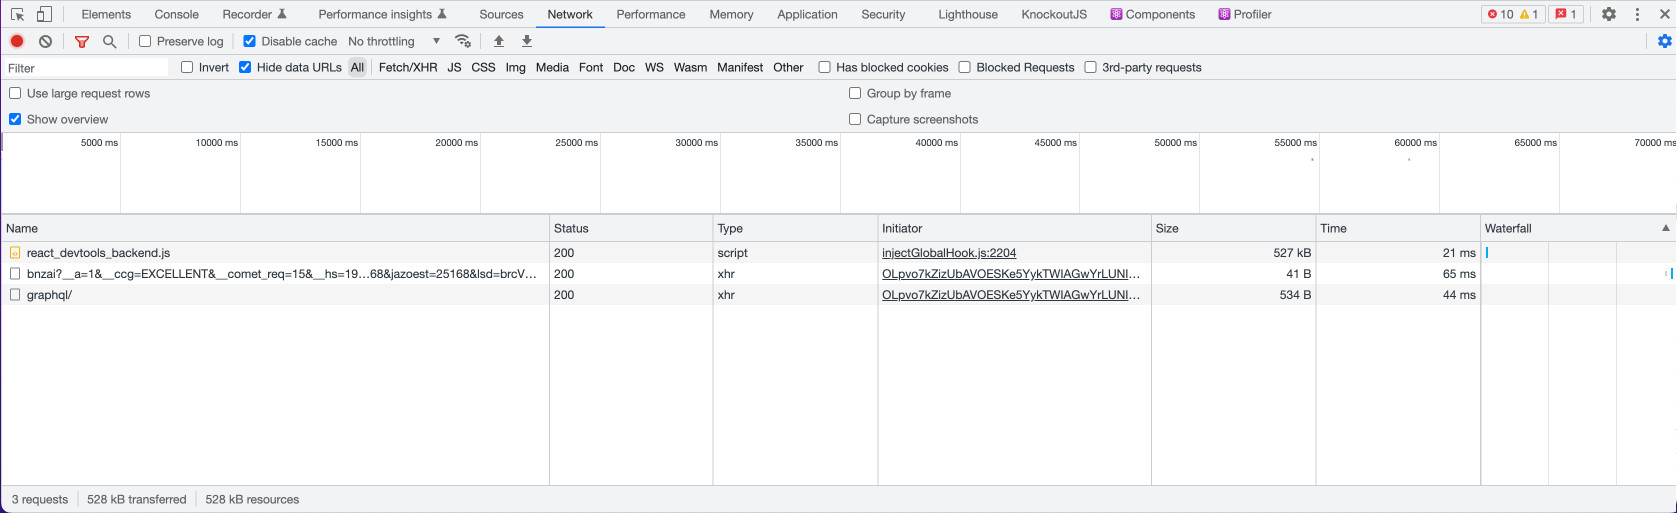 Elements Console Recorder Performance insights Sources Network Performance Memory Application Security Lighthouse KnockoutJS Components Profiler 10 1 1
Preserve log Disable cache No throttling
Filter Invert Hide data URLs All Fetch/XHR JS CSS Img Media Font Doc WS Wasm Manifest Other Has blocked cookies Blocked Requests 3rd-party requests
Use large request rows Group by frame
Show overview Capture screenshots
5000 ms 10000 ms 15000 ms 20000 ms 25000 ms 30000 ms 35000 ms 40000 ms 45000 ms 50000 ms 55000 ms 60000 ms 65000 ms 70000 ms
Name Status Type Initiator Size Time Waterfall
react_devtools_backend.js 200 script injectGlobalHook.js:2204 527 kB 21 ms
bnzai?__a=1&__ccg=EXCELLENT&__comet_req=15&__hs=19…68&jazoest=25168&lsd=brcV… 200 xhr OLpvo7kZizUbAVOESKe5YykTWIAGwYrLUNI… 41 B 65 ms
graphql/ 200 xhr OLpvo7kZizUbAVOESKe5YykTWIAGwYrLUNI… 534 B 44 ms
3 requests 528 kB transferred 528 kB resources